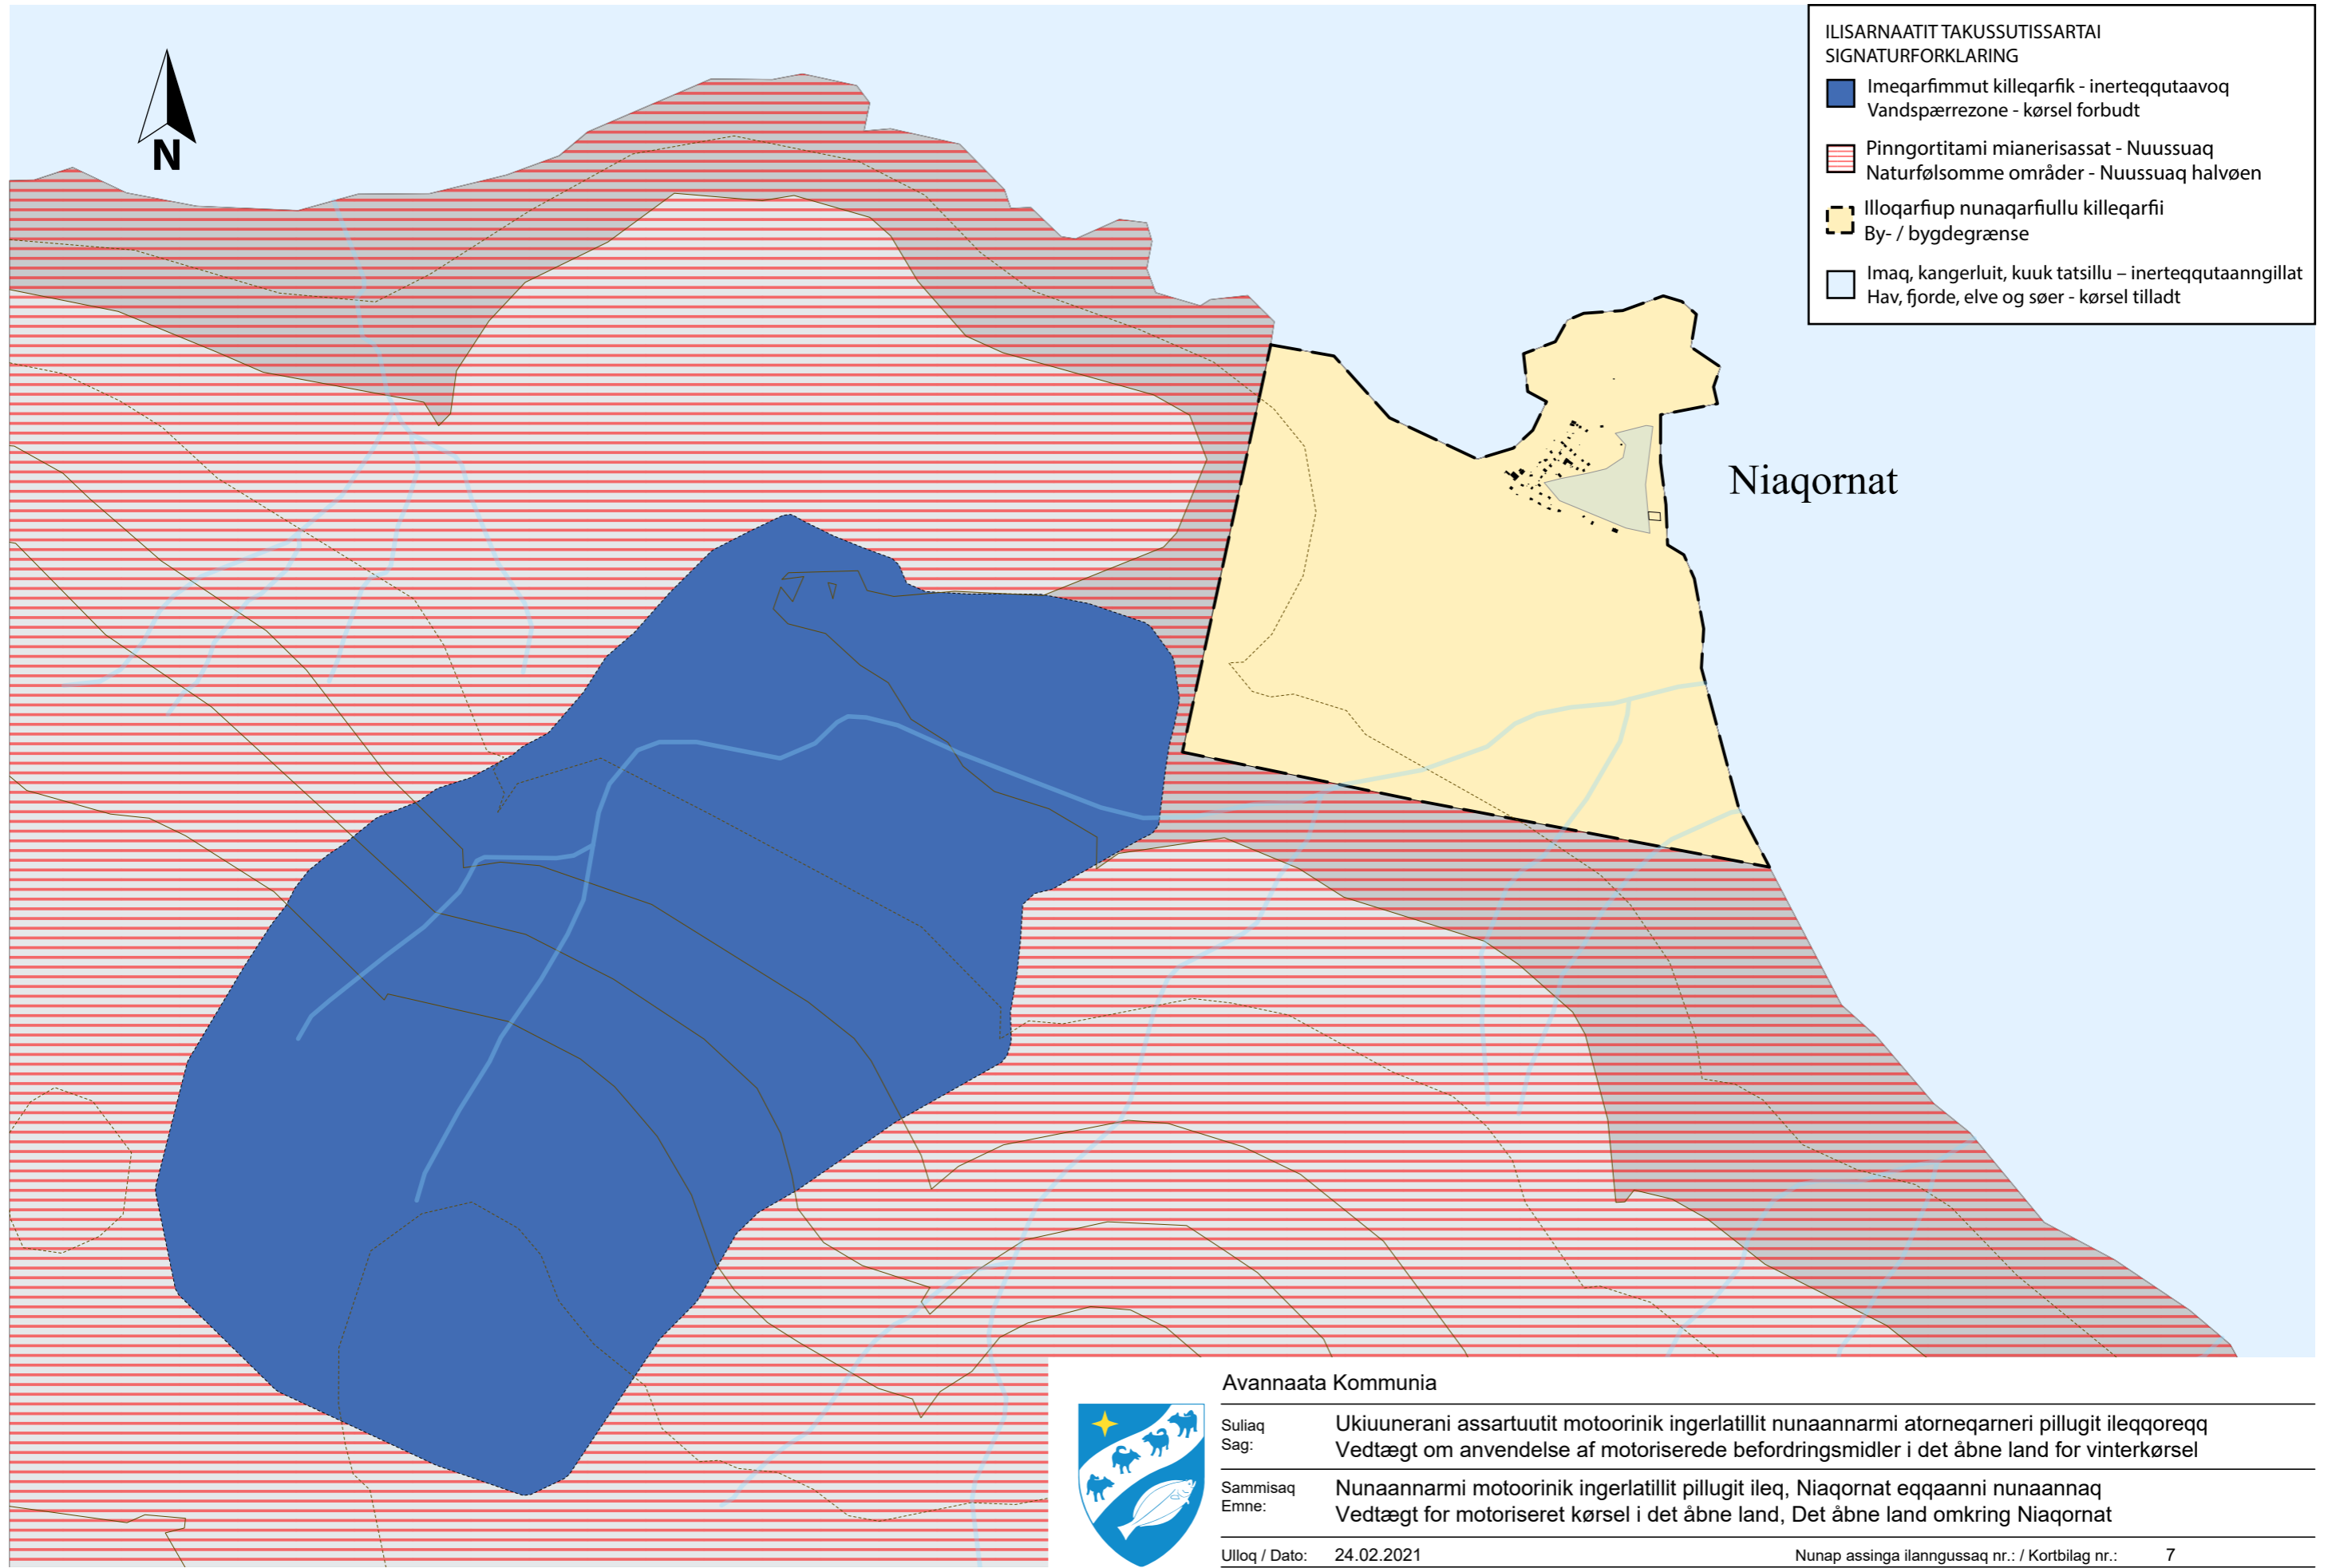 ILISARNAATIT TAKUSSUTISSARTAI
SIGNATURFORKLARING
Imeqarfimmut killeqarfik - inerteqqutaavoq
Vandspærrezone - kørsel forbudt
Pinngortitami mianerisassat - Nuussuaq
Naturfølsomme områder - Nuussuaq halvøen
Illoqarfiup nunaqarfiullu killeqarfii
By- / bygdegrænse
Imaq, kangerluit, kuuk tatsillu – inerteqqutaanngillat
Hav, fjorde, elve og søer - kørsel tilladt
N
Niaqornat
Avannaata Kommunia
Suliaq Ukiuunerani assartuutit motoorinik ingerlatillit nunaannarmi atorneqarneri pillugit ileqqoreqq
Sag: Vedtægt om anvendelse af motoriserede befordringsmidler i det åbne land for vinterkørsel
Sammisaq Nunaannarmi motoorinik ingerlatillit pillugit ileq, Niaqornat eqqaanni nunaannaq
Emne: Vedtægt for motoriseret kørsel i det åbne land, Det åbne land omkring Niaqornat
Ulloq / Dato: 24.02.2021 Nunap assinga ilanngussaq nr.: / Kortbilag nr.: 7